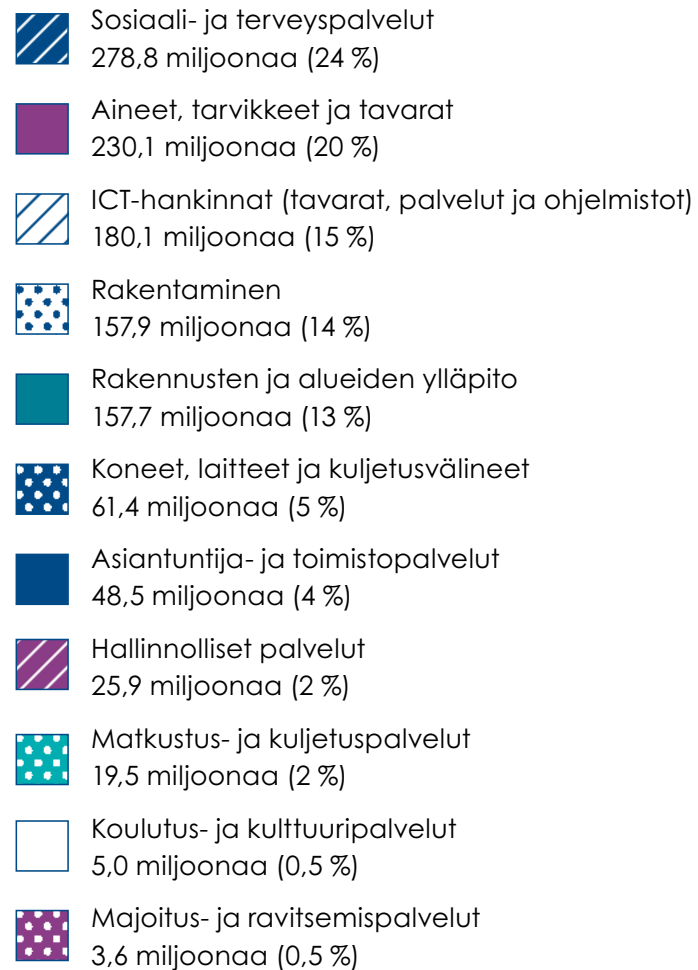 Sosiaali- ja terveyspalvelut
278,8 miljoonaa (24 %)
Aineet, tarvikkeet ja tavarat
230,1 miljoonaa (20 %)
ICT-hankinnat (tavarat, palvelut ja ohjelmistot)
180,1 miljoonaa (15 %)
Rakentaminen
157,9 miljoonaa (14 %)
Rakennusten ja alueiden ylläpito
157,7 miljoonaa (13 %)
Koneet, laitteet ja kuljetusvälineet
61,4 miljoonaa (5 %)
Asiantuntija- ja toimistopalvelut
48,5 miljoonaa (4 %)
Hallinnolliset palvelut
25,9 miljoonaa (2 %)
Matkustus- ja kuljetuspalvelut
19,5 miljoonaa (2 %)
Koulutus- ja kulttuuripalvelut
5,0 miljoonaa (0,5 %)
Majoitus- ja ravitsemispalvelut
3,6 miljoonaa (0,5 %)